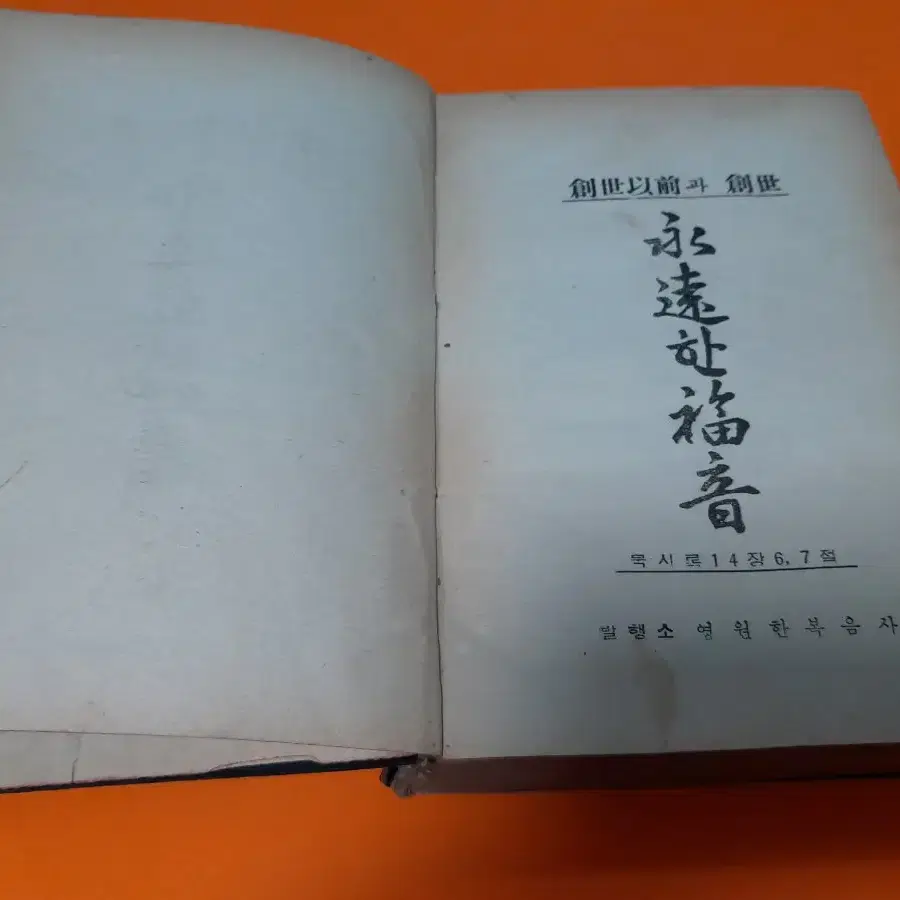 創世以前과 創世
永遠한福音
묵시록14장6,7절
발행소 영원한복음사